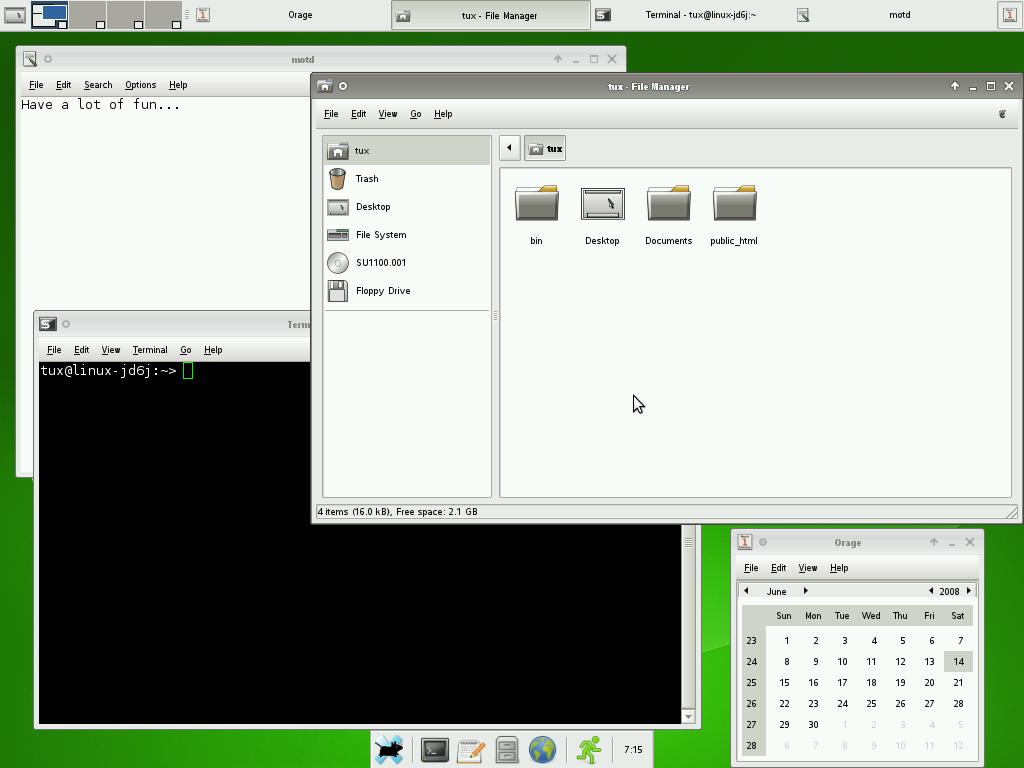 Orage
tux - File Manager
Terminal - tux@linux-jd6j:~
motd
motd
File Edit Search Options Help
Have a lot of fun...
tux - File Manager
File Edit View Go Help
tux
Trash
Desktop
File System
SU1100.001
Floppy Drive
tux
bin
Desktop
Documents
public_html
4 items (16.0 kB), Free space: 2.1 GB
Term
File Edit View Terminal Go Help
tux@linux-jd6j:~>
Orage
File Edit View Help
June 2008
Sun Mon Tue Wed Thu Fri Sat
23 1 2 3 4 5 6 7
24 8 9 10 11 12 13 14
25 15 16 17 18 19 20 21
26 22 23 24 25 26 27 28
27 29 30 1 2 3 4 5
28 6 7 8 9 10 11 12
7:15